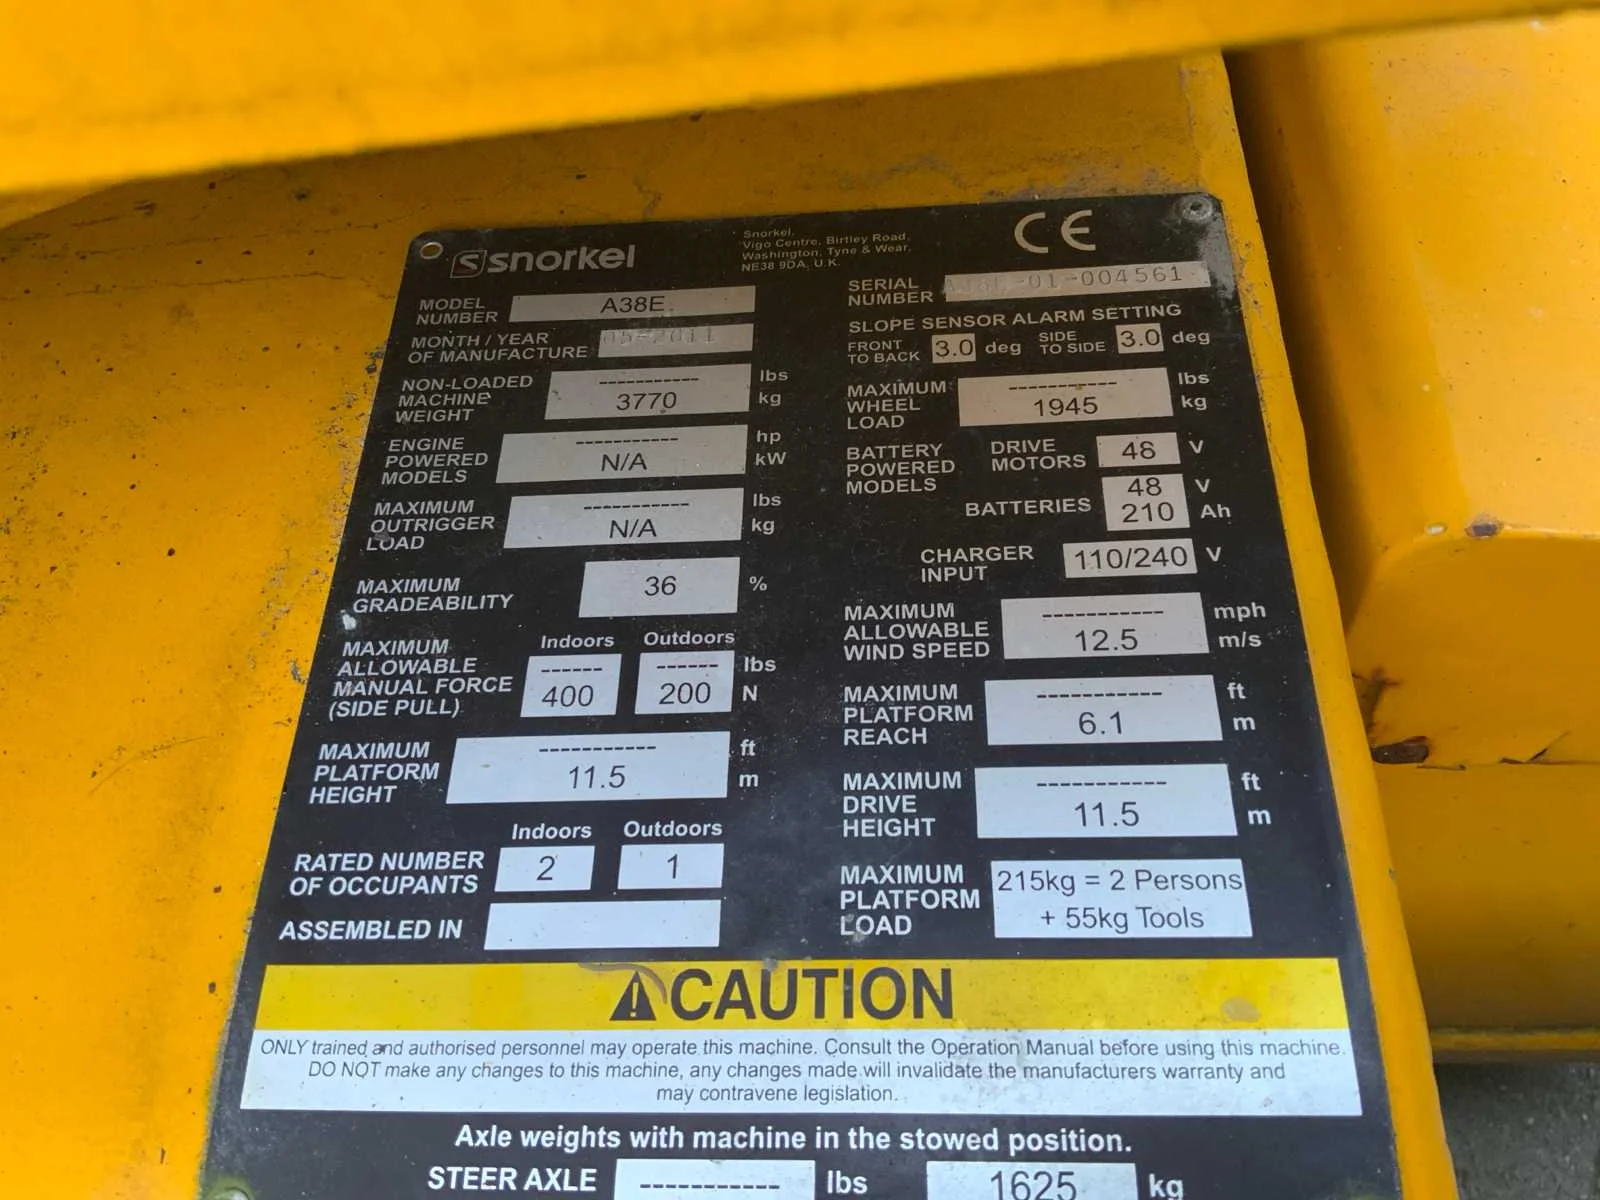 snorkel
Snorkel,
Vigo Centre, Birtley Road,
Washington, Tyne & Wear,
NE38 9DA, U.K.
CE
MODEL
NUMBER
A38E
MONTH / YEAR
OF MANUFACTURE
05-2011
NON-LOADED
MACHINE
WEIGHT
----------- lbs
3770 kg
ENGINE
POWERED
MODELS
----------- hp
N/A kW
MAXIMUM
OUTRIGGER
LOAD
----------- lbs
N/A kg
MAXIMUM
GRADEABILITY
36 %
Indoors Outdoors
MAXIMUM
ALLOWABLE
MANUAL FORCE
(SIDE PULL)
------ ------ lbs
400 200 N
MAXIMUM
PLATFORM
HEIGHT
----------- ft
11.5 m
Indoors Outdoors
RATED NUMBER
OF OCCUPANTS
2 1
ASSEMBLED IN
SERIAL
NUMBER
A38E-01-004561
SLOPE SENSOR ALARM SETTING
FRONT
TO BACK
3.0 deg
SIDE
TO SIDE
3.0 deg
MAXIMUM
WHEEL
LOAD
----------- lbs
1945 kg
BATTERY
POWERED
MODELS
DRIVE
MOTORS
48 V
BATTERIES
48 V
210 Ah
CHARGER
INPUT
110/240 V
MAXIMUM
ALLOWABLE
WIND SPEED
----------- mph
12.5 m/s
MAXIMUM
PLATFORM
REACH
----------- ft
6.1 m
MAXIMUM
DRIVE
HEIGHT
----------- ft
11.5 m
MAXIMUM
PLATFORM
LOAD
215kg = 2 Persons
+ 55kg Tools
CAUTION
ONLY trained and authorised personnel may operate this machine. Consult the Operation Manual before using this machine.
DO NOT make any changes to this machine, any changes made will invalidate the manufacturers warranty and
may contravene legislation.
Axle weights with machine in the stowed position.
STEER AXLE ----------- lbs 1625 kg